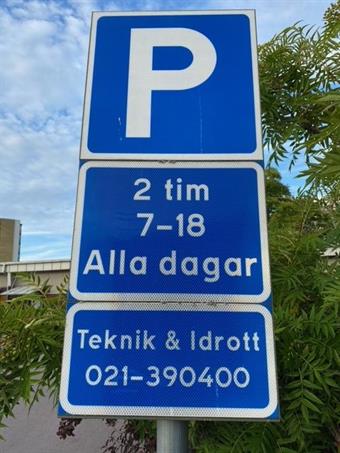 P
2 tim
7-18
Alla dagar
Teknik & Idrott
021-390400